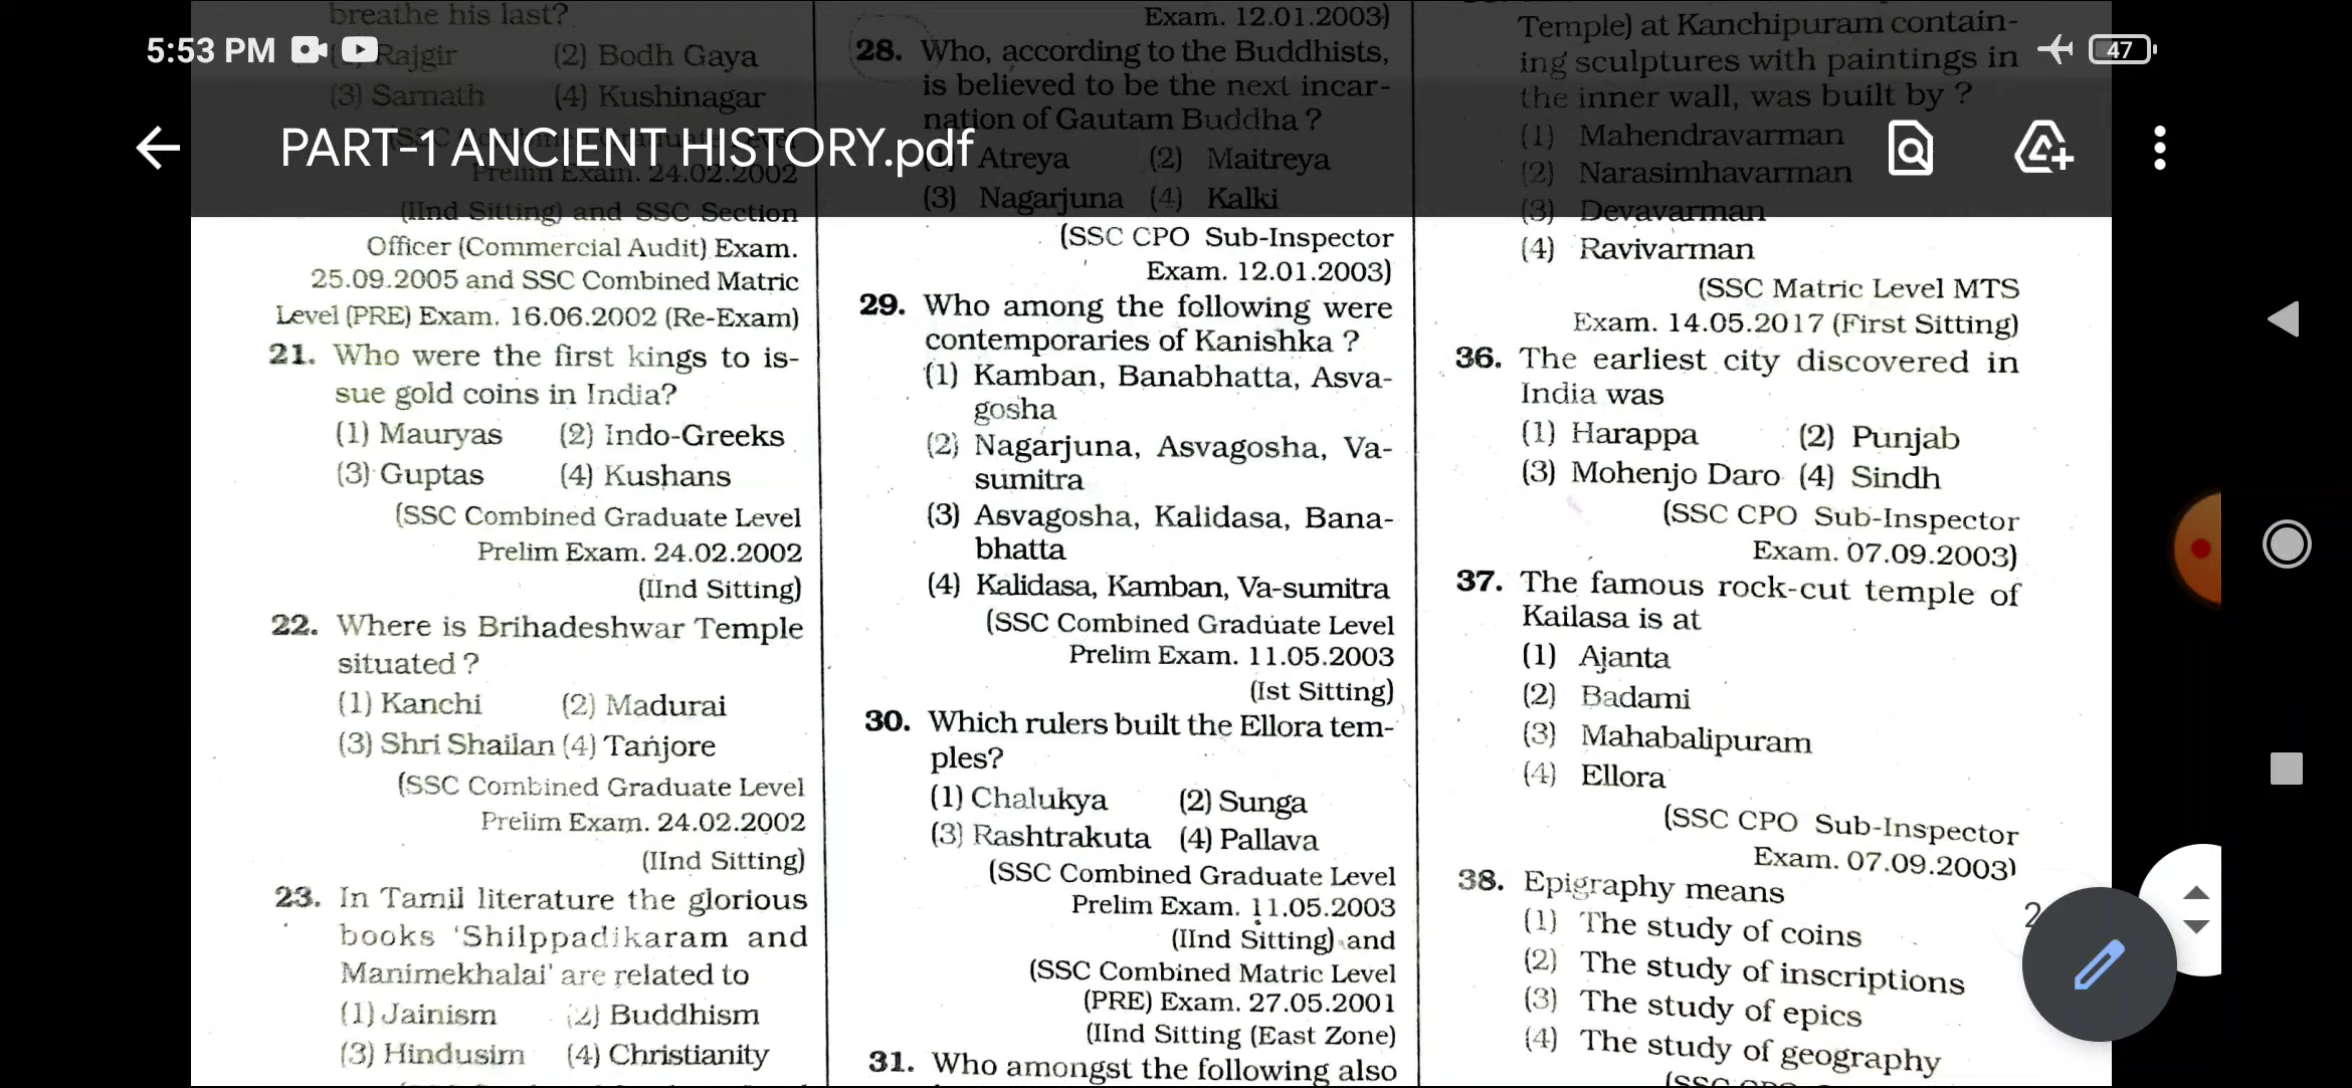 5:53 PM
47
PART-1 ANCIENT HISTORY.pdf
breathe his last?
Rajgir (2) Bodh Gaya
(3) Sarnath (4) Kushinagar
Prelim Exam. 24.02.2002
(IInd Sitting) and SSC Section
Officer (Commercial Audit) Exam.
25.09.2005 and SSC Combined Matric
Level (PRE) Exam. 16.06.2002 (Re-Exam)
21. Who were the first kings to is-
sue gold coins in India?
(1) Mauryas (2) Indo-Greeks
(3) Guptas (4) Kushans
(SSC Combined Graduate Level
Prelim Exam. 24.02.2002
(IInd Sitting)
22. Where is Brihadeshwar Temple
situated ?
(1) Kanchi (2) Madurai
(3) Shri Shailan (4) Tanjore
(SSC Combined Graduate Level
Prelim Exam. 24.02.2002
(IInd Sitting)
23. In Tamil literature the glorious
books 'Shilppadikaram and
Manimekhalai' are related to
(1) Jainism (2) Buddhism
(3) Hindusim (4) Christianity
Exam. 12.01.2003)
28. Who, according to the Buddhists,
is believed to be the next incar-
nation of Gautam Buddha ?
Atreya (2) Maitreya
(3) Nagarjuna (4) Kalki
(SSC CPO Sub-Inspector
Exam. 12.01.2003)
29. Who among the following were
contemporaries of Kanishka ?
(1) Kamban, Banabhatta, Asva-
gosha
(2) Nagarjuna, Asvagosha, Va-
sumitra
(3) Asvagosha, Kalidasa, Bana-
bhatta
(4) Kalidasa, Kamban, Va-sumitra
(SSC Combined Graduate Level
Prelim Exam. 11.05.2003
(Ist Sitting)
30. Which rulers built the Ellora tem-
ples?
(1) Chalukya (2) Sunga
(3) Rashtrakuta (4) Pallava
(SSC Combined Graduate Level
Prelim Exam. 11.05.2003
(IInd Sitting) and
(SSC Combined Matric Level
(PRE) Exam. 27.05.2001
(IInd Sitting (East Zone)
31. Who amongst the following also
Temple) at Kanchipuram contain-
ing sculptures with paintings in
the inner wall, was built by ?
(1) Mahendravarman
(2) Narasimhavarman
(3) Devavarman
(4) Ravivarman
(SSC Matric Level MTS
Exam. 14.05.2017 (First Sitting)
36. The earliest city discovered in
India was
(1) Harappa (2) Punjab
(3) Mohenjo Daro (4) Sindh
(SSC CPO Sub-Inspector
Exam. 07.09.2003)
37. The famous rock-cut temple of
Kailasa is at
(1) Ajanta
(2) Badami
(3) Mahabalipuram
(4) Ellora
(SSC CPO Sub-Inspector
Exam. 07.09.2003)
38. Epigraphy means
(1) The study of coins
(2) The study of inscriptions
(3) The study of epics
(4) The study of geography
2